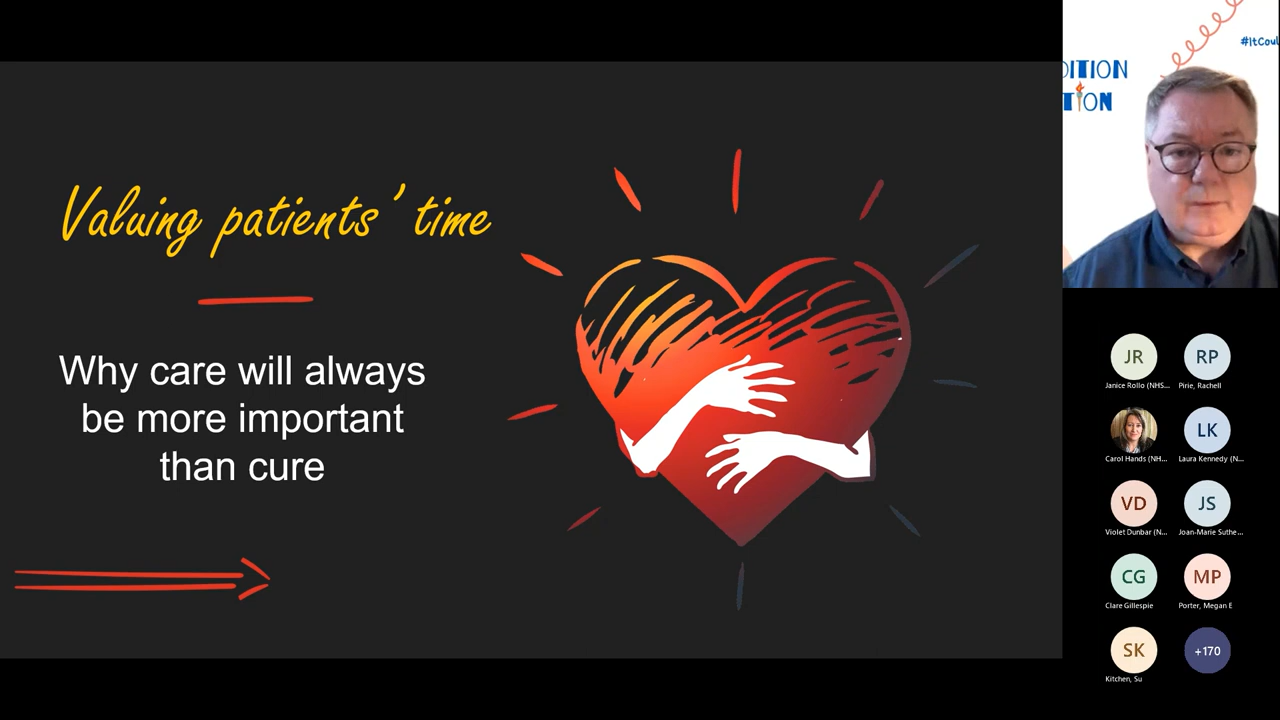 Valuing patients' time
Why care will always
be more important
than cure
#ItCoul
DITION
TION
JR
RP
Janice Rollo (NHS...
Pirie, Rachell
LK
Carol Hands (NH...
Laura Kennedy (N...
VD
JS
Violet Dunbar (N...
Joan-Marie Suthe...
CG
MP
Clare Gillespie
Porter, Megan E
SK
+170
Kitchen, Su